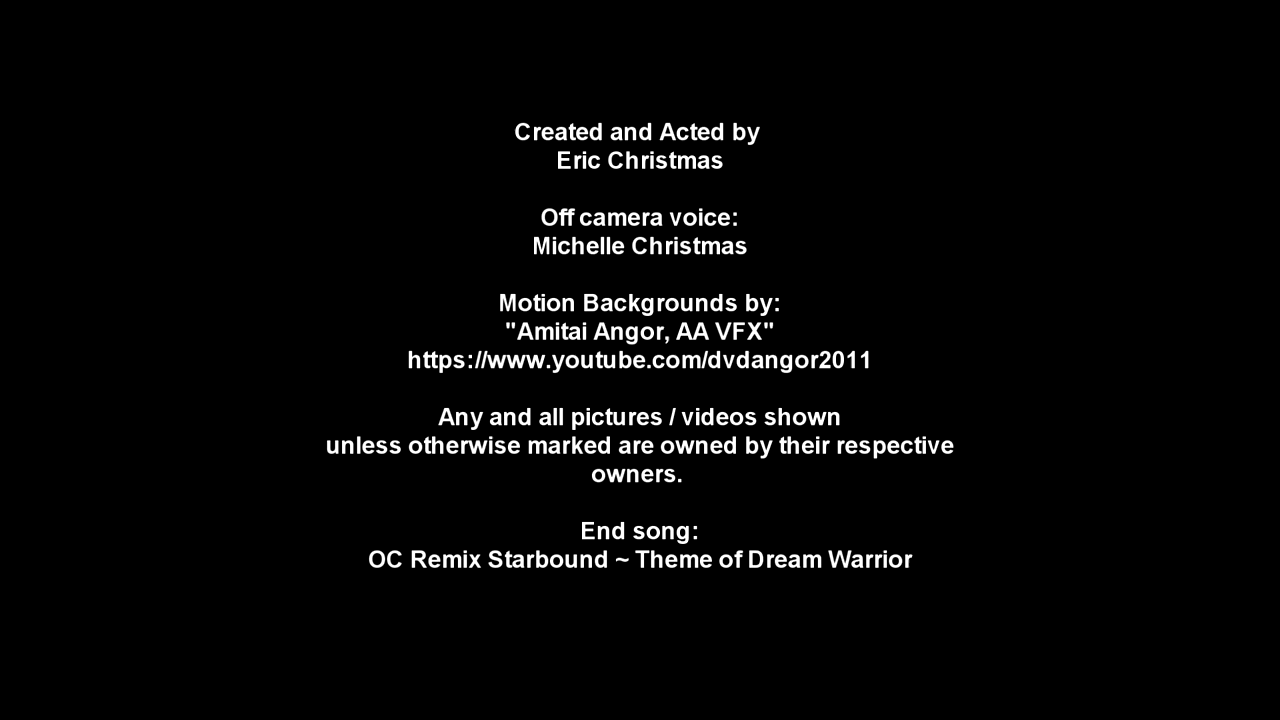 Created and Acted by
Eric Christmas
Off camera voice:
Michelle Christmas
Motion Backgrounds by:
"Amitai Angor, AA VFX"
https://www.youtube.com/dvdangor2011
Any and all pictures / videos shown
unless otherwise marked are owned by their respective
owners.
End song:
OC Remix Starbound ~ Theme of Dream Warrior